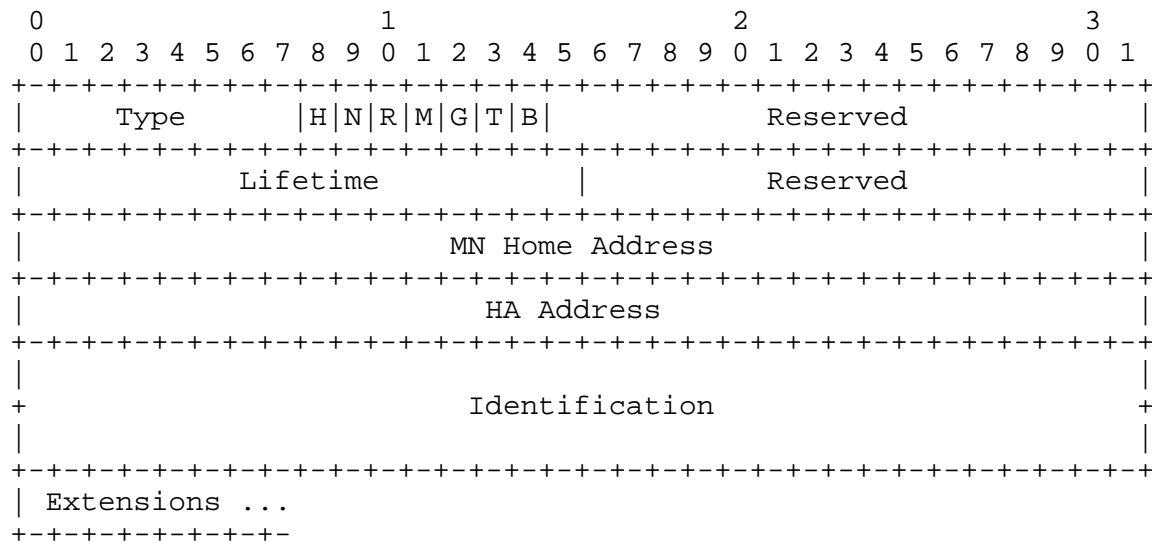 0                   1                   2                   3
 0 1 2 3 4 5 6 7 8 9 0 1 2 3 4 5 6 7 8 9 0 1 2 3 4 5 6 7 8 9 0 1
+-+-+-+-+-+-+-+-+-+-+-+-+-+-+-+-+-+-+-+-+-+-+-+-+-+-+-+-+-+-+-+-+
|     Type      |H|N|R|M|G|T|B|            Reserved             |
+-+-+-+-+-+-+-+-+-+-+-+-+-+-+-+-+-+-+-+-+-+-+-+-+-+-+-+-+-+-+-+-+
|            Lifetime           |          Reserved             |
+-+-+-+-+-+-+-+-+-+-+-+-+-+-+-+-+-+-+-+-+-+-+-+-+-+-+-+-+-+-+-+-+
|                        MN Home Address                        |
+-+-+-+-+-+-+-+-+-+-+-+-+-+-+-+-+-+-+-+-+-+-+-+-+-+-+-+-+-+-+-+-+
|                          HA Address                           |
+-+-+-+-+-+-+-+-+-+-+-+-+-+-+-+-+-+-+-+-+-+-+-+-+-+-+-+-+-+-+-+-+
|                                                               |
+                         Identification                        +
|                                                               |
+-+-+-+-+-+-+-+-+-+-+-+-+-+-+-+-+-+-+-+-+-+-+-+-+-+-+-+-+-+-+-+-+
| Extensions ...
+-+-+-+-+-+-+-+-